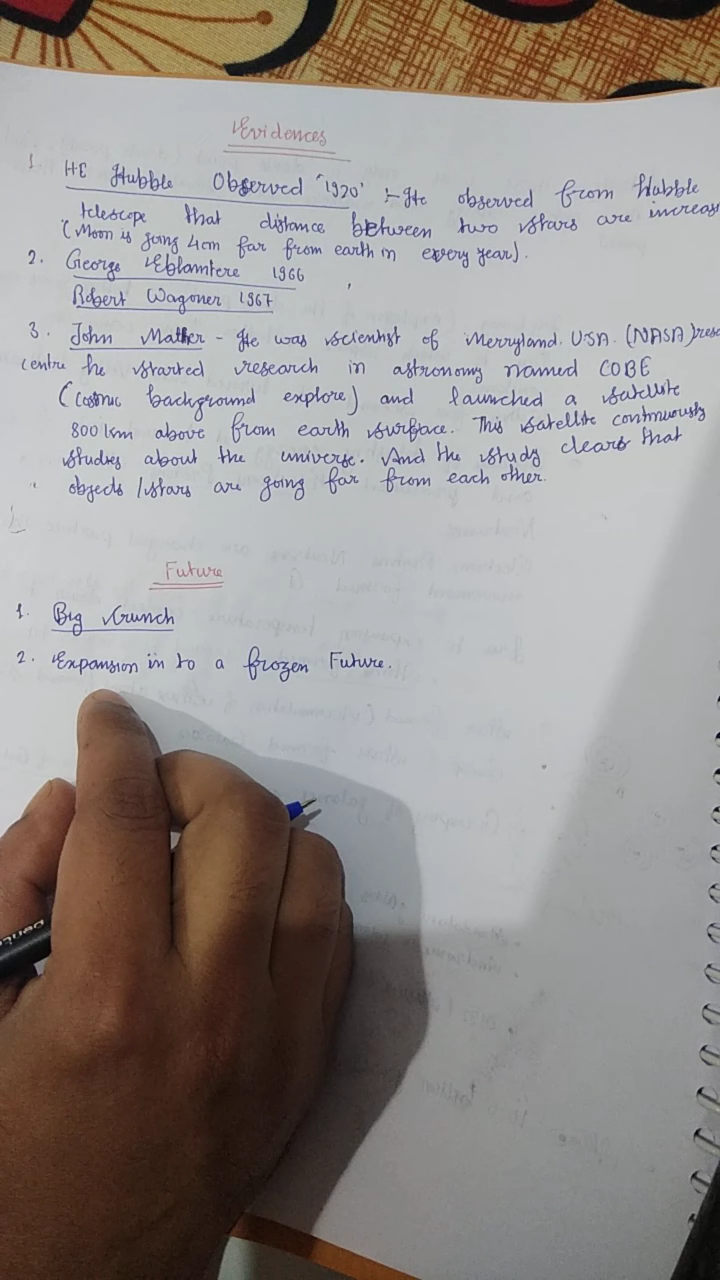 Evidences
1. HE Hubble Observed '1920' :- He observed from Hubble
telescope that distance between two stars are increas
(Moon is going 4cm far from earth in every year).
2. George Eblamtere 1966
Robert Wagoner 1967
3. John Mather - He was scientist of Merryland. U.S.A. (NASA) rese
centre he started research in astronomy named COBE
(cosmic background explore) and launched a satellite
800 km above from earth surface. This satellite continuously
studies about the universe. And the study clears that
objects / stars are going far from each other.
Future
1. Big Crunch
2. Expansion in to a frozen Future.